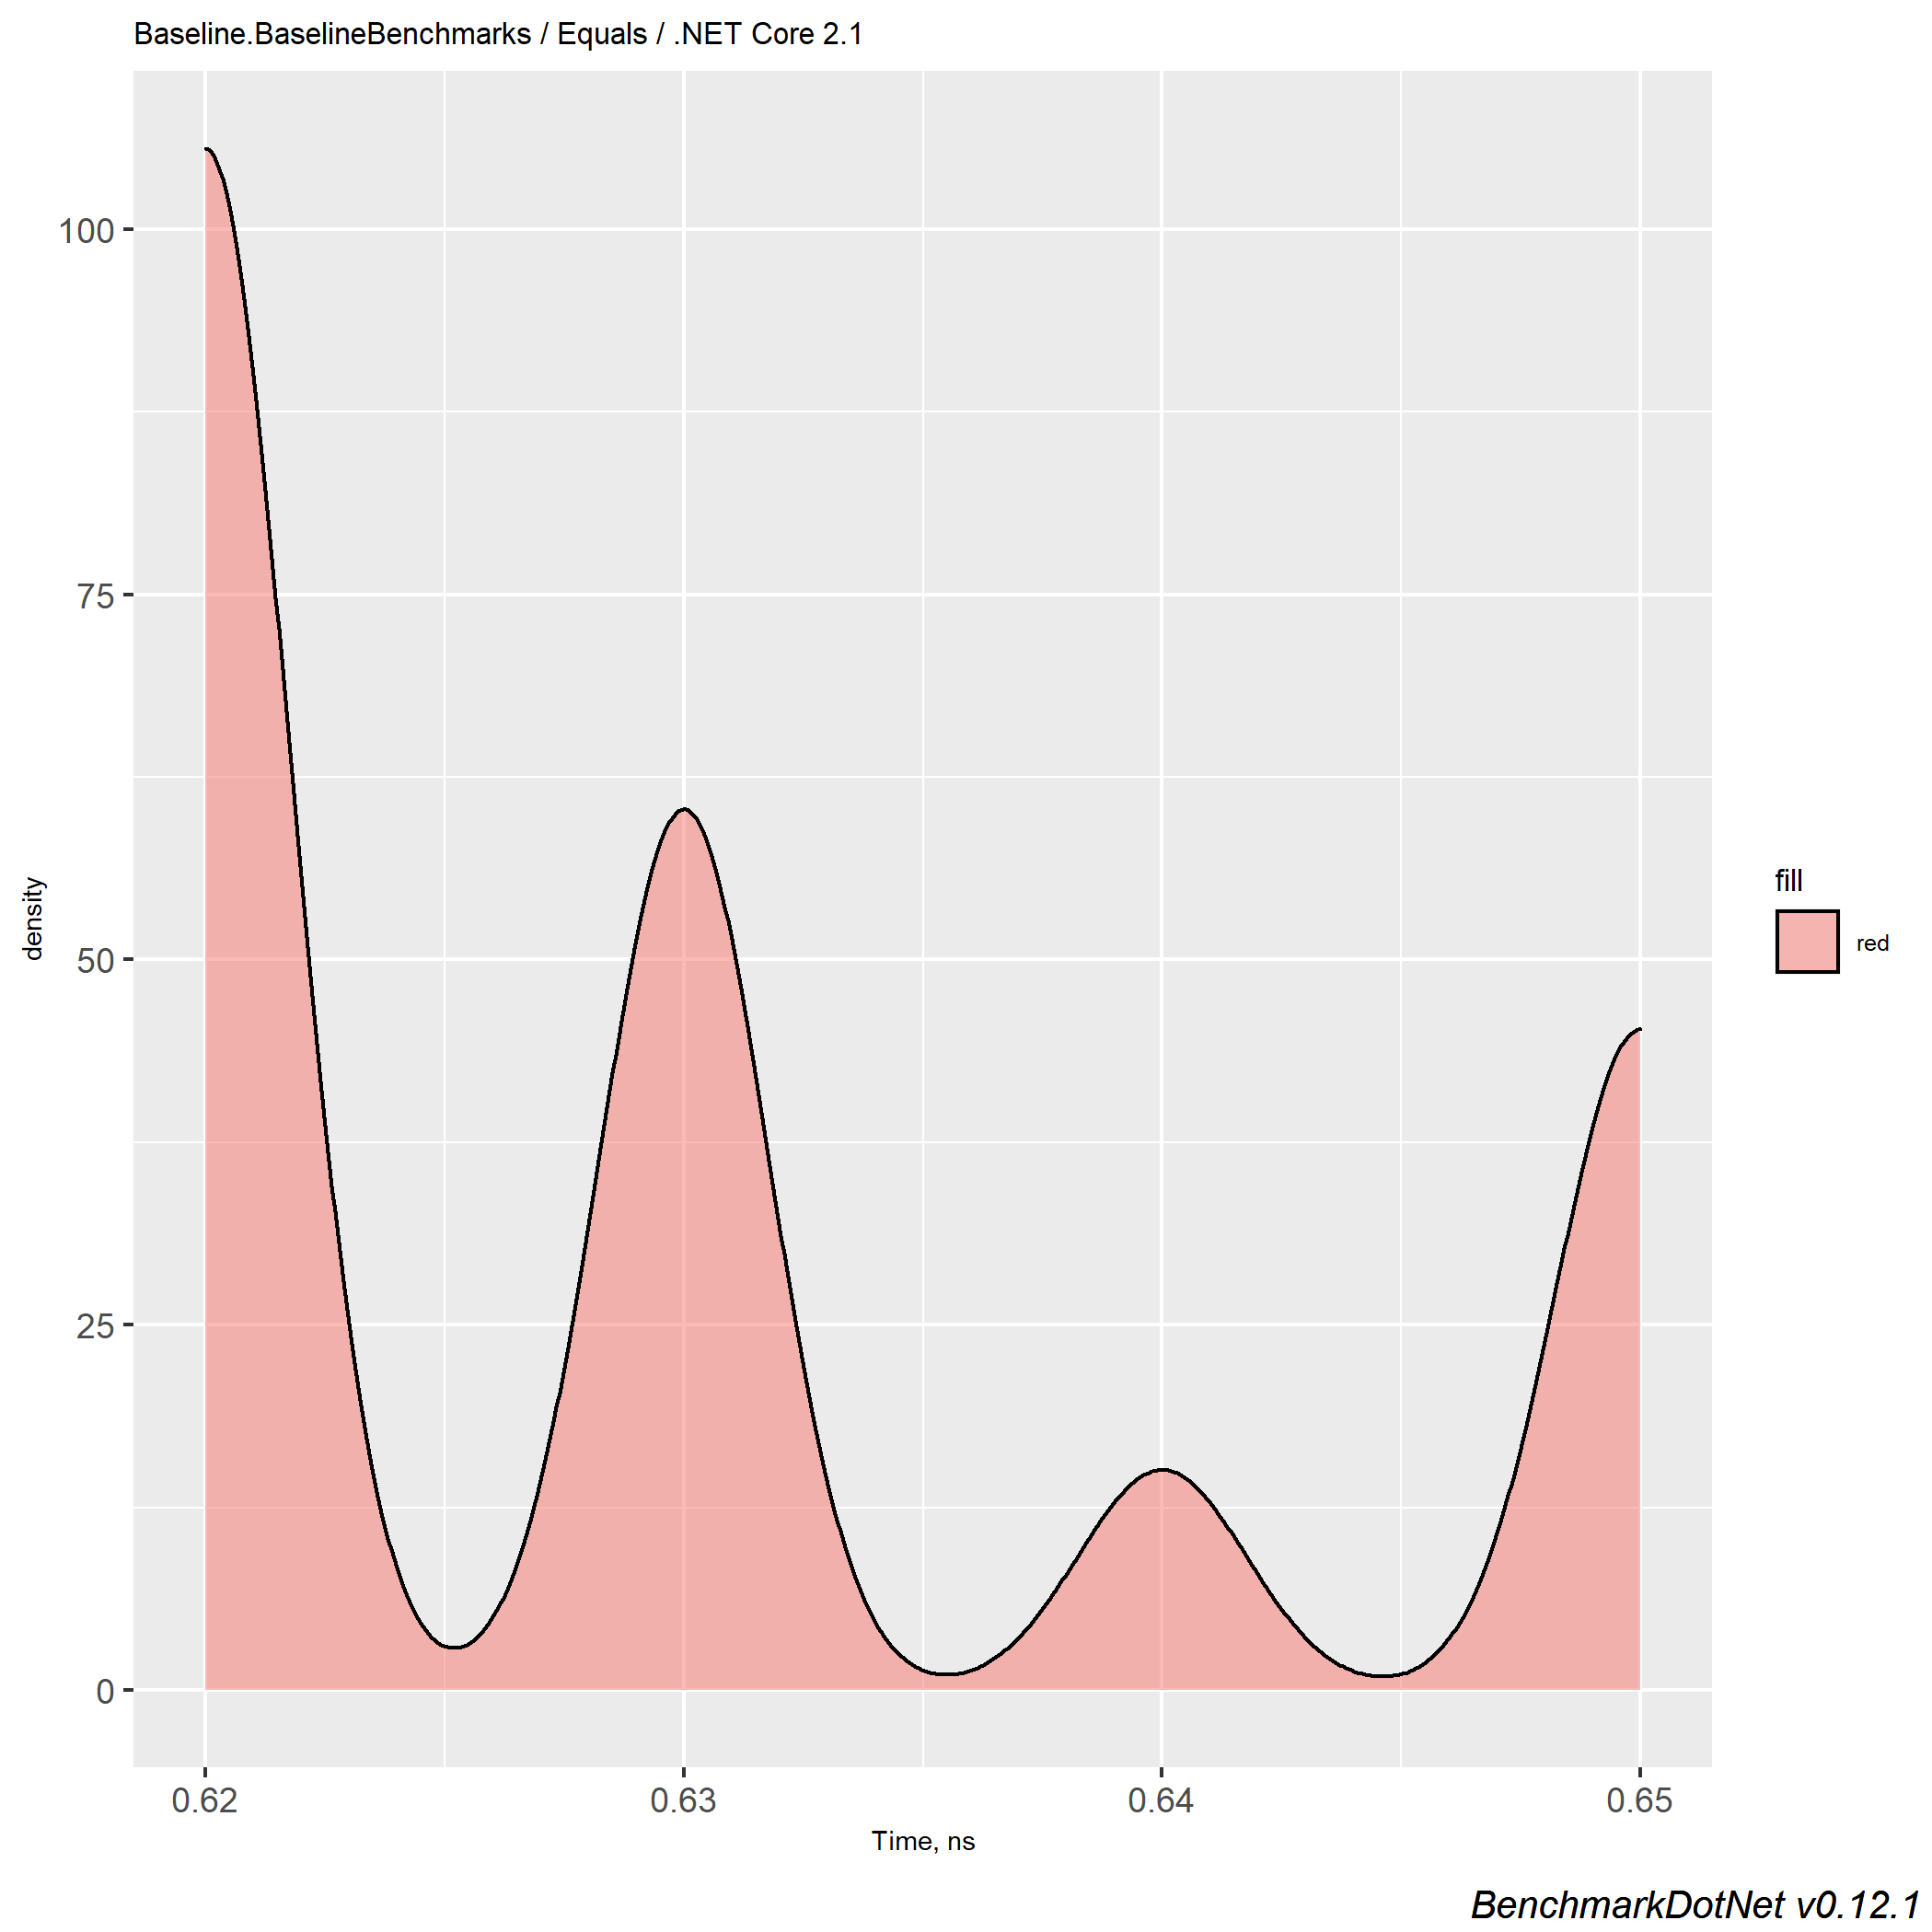 Baseline.BaselineBenchmarks / Equals / .NET Core 2.1
100
75
50
25
0
density
0.62 0.63 0.64 0.65
Time, ns
fill
red
BenchmarkDotNet v0.12.1